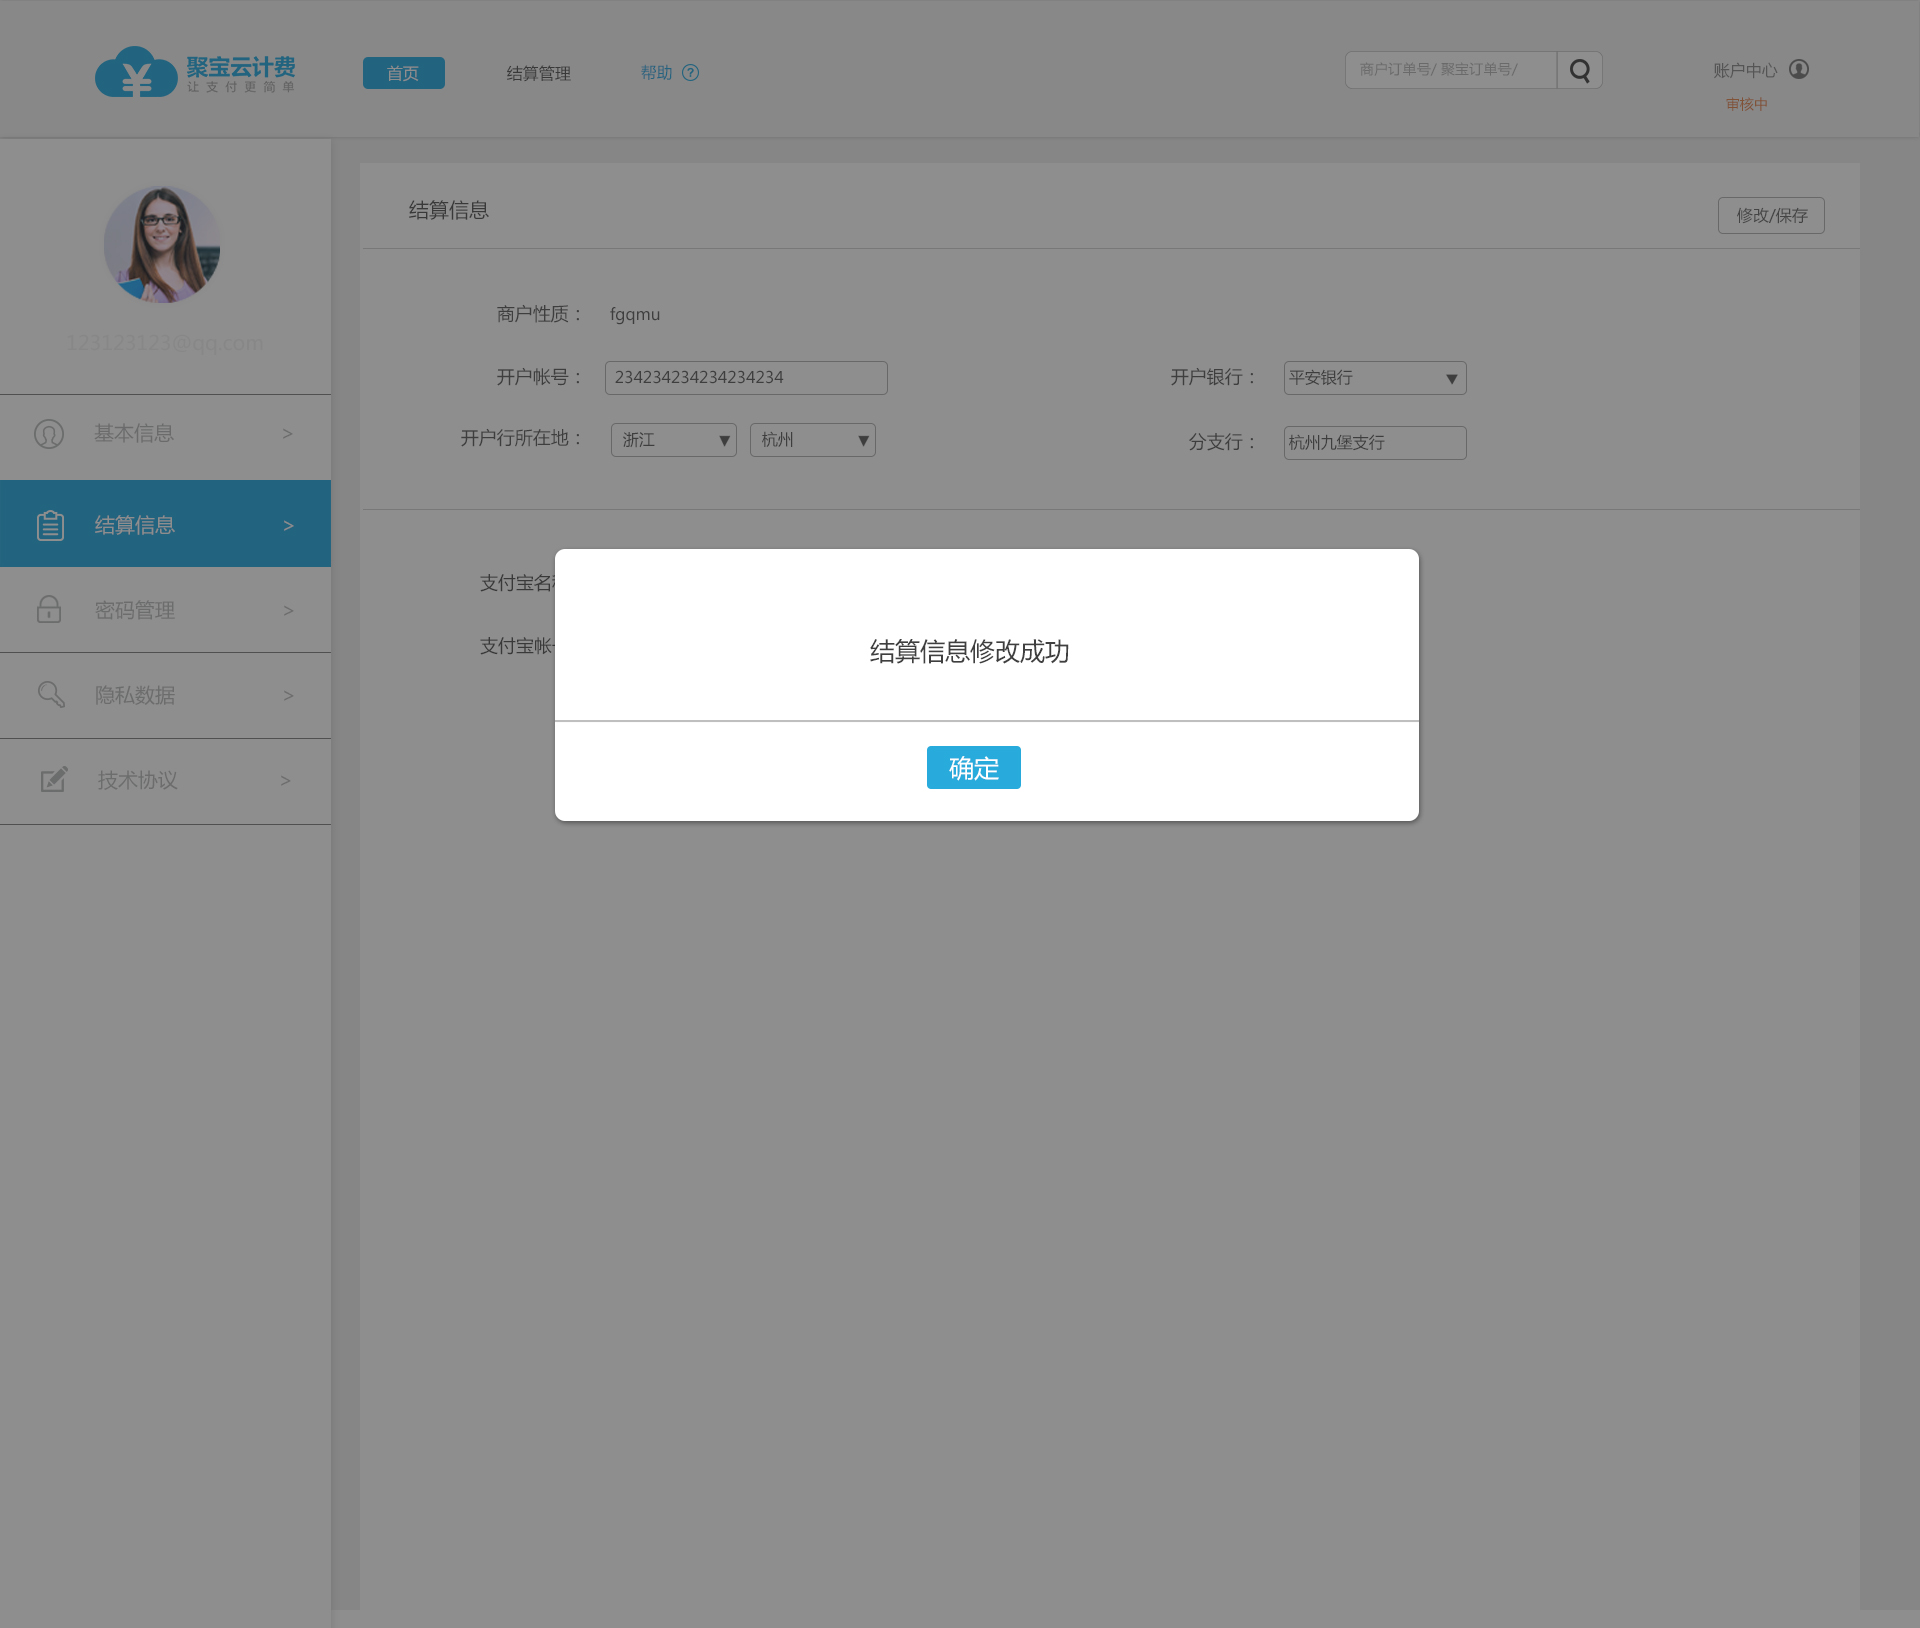 聚宝云计费
让支付更简单
首页
结算管理
帮助 ?
商户订单号/ 聚宝订单号/
账户中心
审核中
123123123@qq.com
基本信息 >
结算信息 >
密码管理 >
隐私数据 >
技术协议 >
结算信息
修改/保存
商户性质： fgqmu
开户帐号： 234234234234234234
开户银行： 平安银行 ▼
开户行所在地： 浙江 ▼ 杭州 ▼
分支行： 杭州九堡支行
支付宝名
支付宝帐
结算信息修改成功
确定